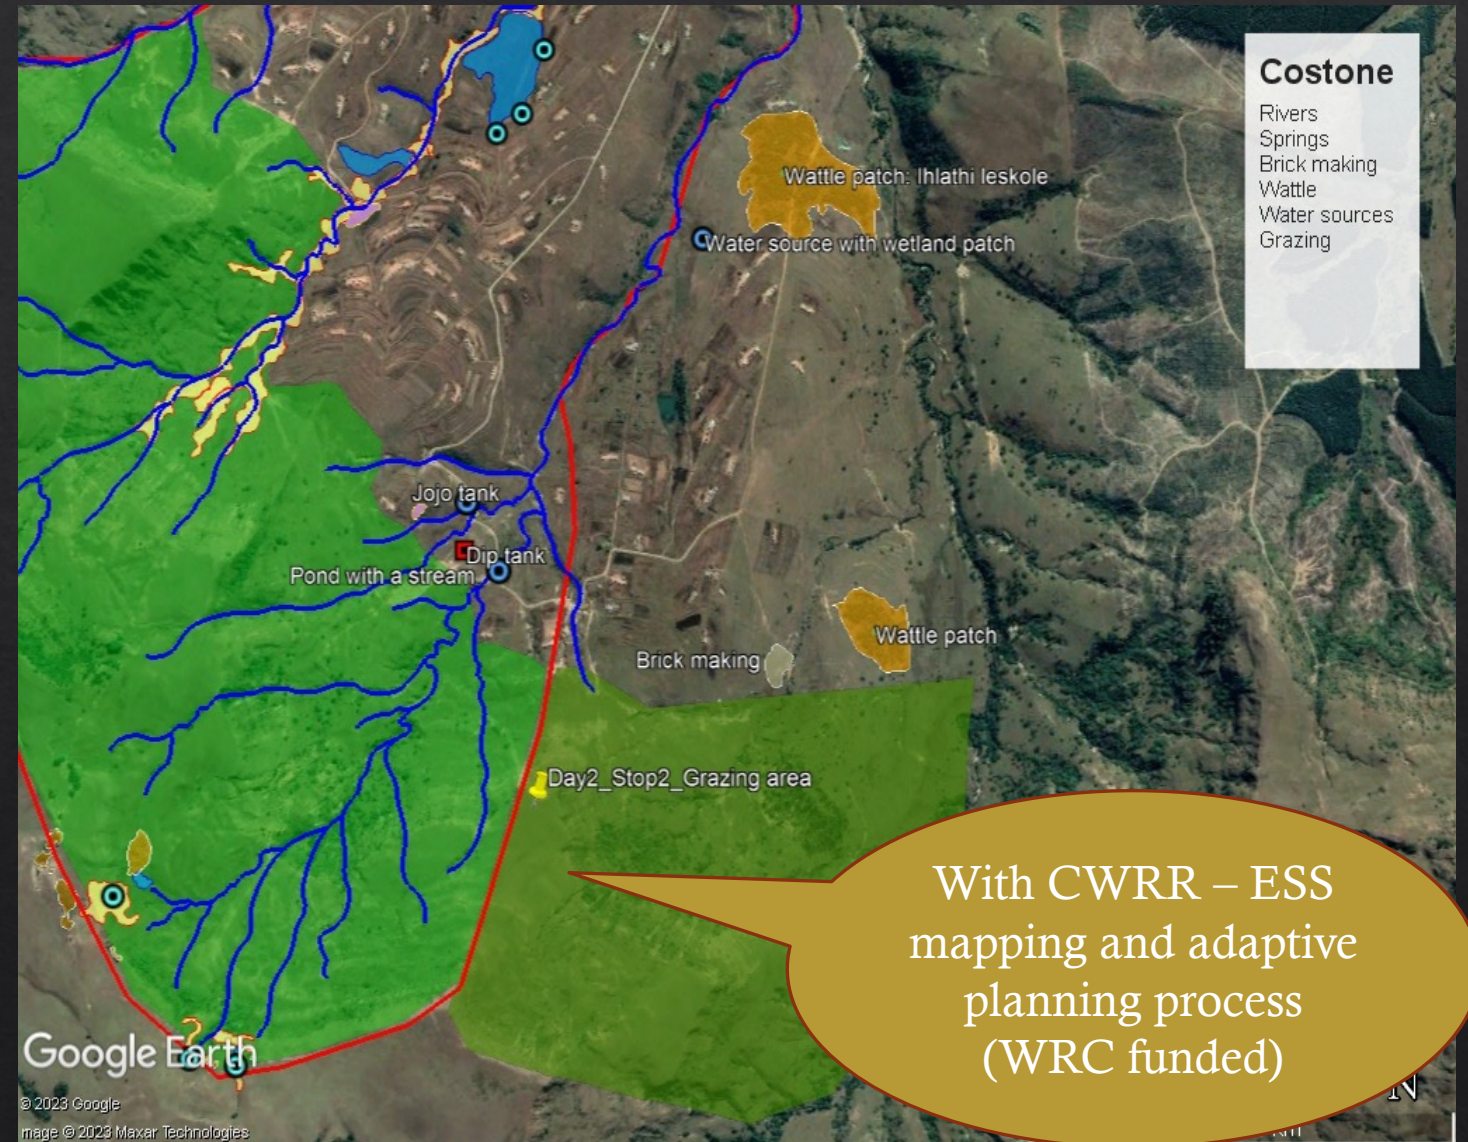 Costone
Rivers
Springs
Brick making
Wattle
Water sources
Grazing
Wattle patch: Ihlathi leskole
Water source with wetland patch
Jojo tank
Dip tank
Pond with a stream
Wattle patch
Brick making
Day2_Stop2_Grazing area
With CWRR – ESS
mapping and adaptive
planning process
(WRC funded)
Google Earth
N
© 2023 Google
mage © 2023 Maxar Technologies